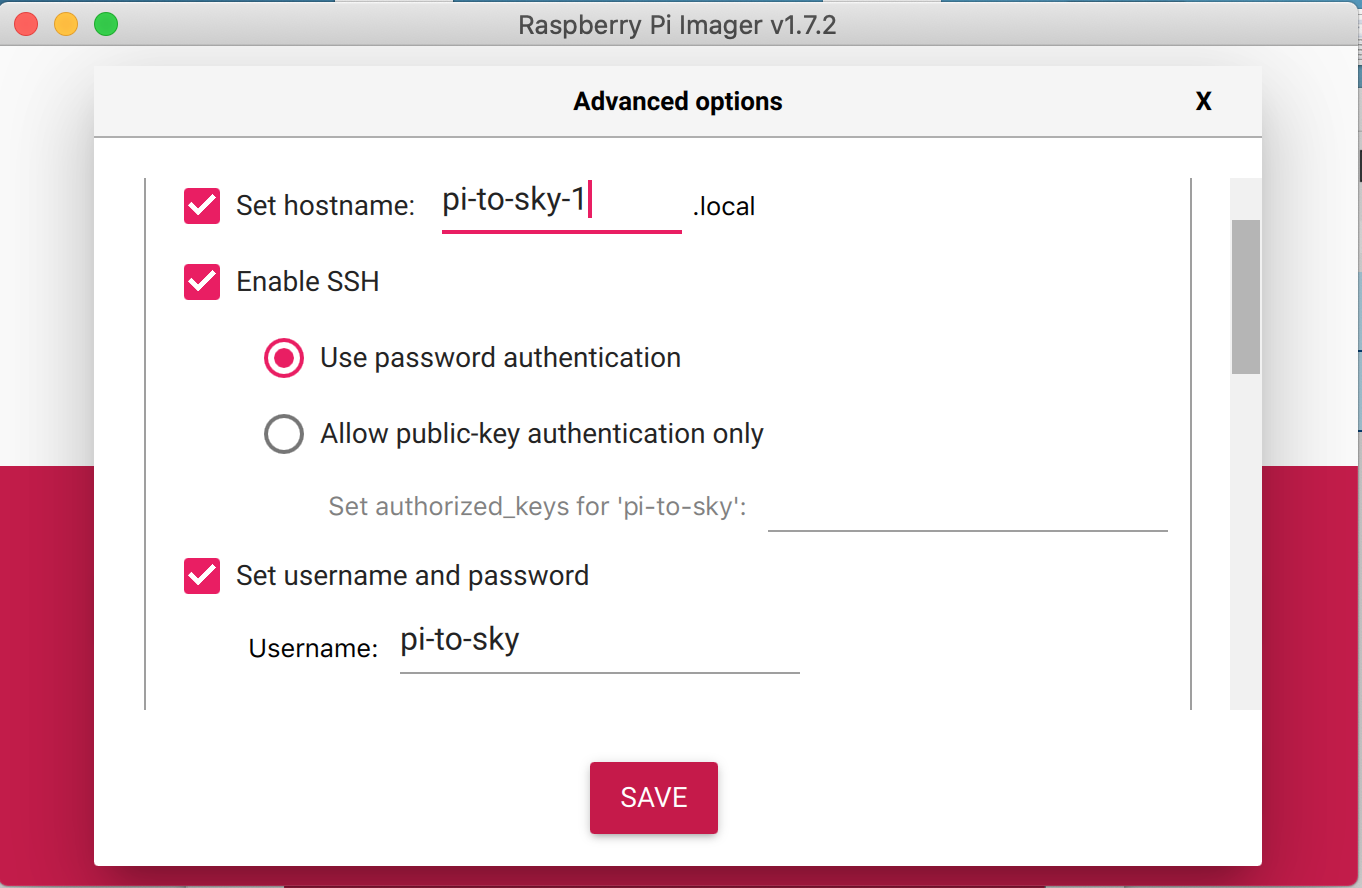 Raspberry Pi Imager v1.7.2
Advanced options X
Set hostname: pi-to-sky-1 .local
Enable SSH
Use password authentication
Allow public-key authentication only
Set authorized_keys for 'pi-to-sky':
Set username and password
Username: pi-to-sky
SAVE